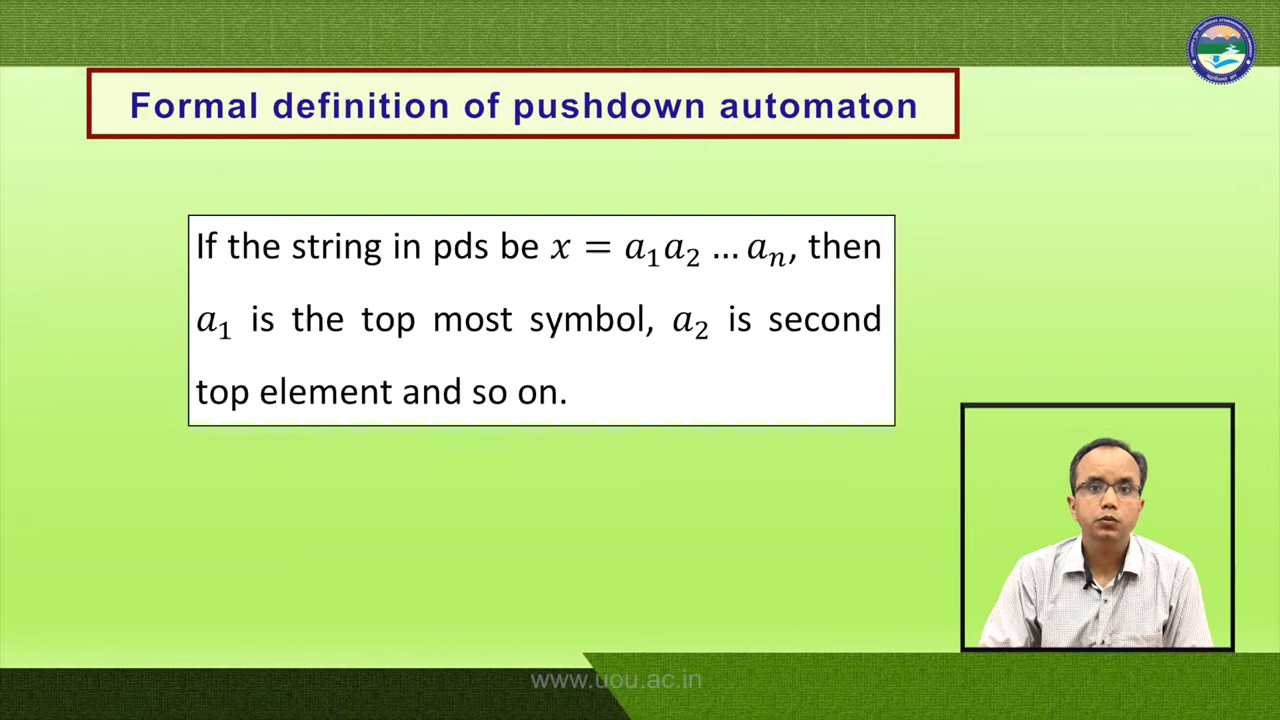 Formal definition of pushdown automaton
If the string in pds be 𝑥 = 𝑎₁𝑎₂ … 𝑎ₙ, then
𝑎₁ is the top most symbol, 𝑎₂ is second
top element and so on.
www.uou.ac.in